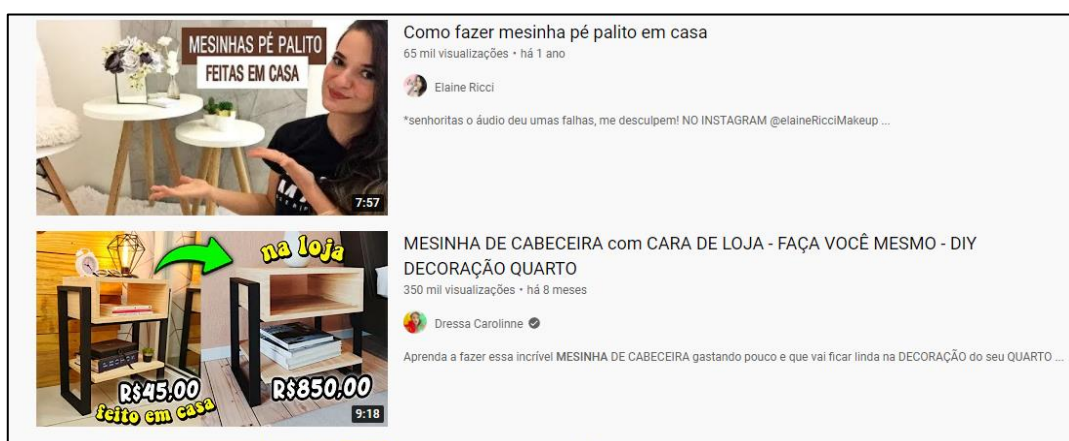 MESINHAS PÉ PALITO
FEITAS EM CASA
7:57
Como fazer mesinha pé palito em casa
65 mil visualizações • há 1 ano
Elaine Ricci
*senhoritas o áudio deu umas falhas, me desculpem! NO INSTAGRAM @elaineRicciMakeup ...
na loja
R$45,00
feito em casa
R$850,00
9:18
MESINHA DE CABECEIRA com CARA DE LOJA - FAÇA VOCÊ MESMO - DIY
DECORAÇÃO QUARTO
350 mil visualizações • há 8 meses
Dressa Carolinne
Aprenda a fazer essa incrível MESINHA DE CABECEIRA gastando pouco e que vai ficar linda na DECORAÇÃO do seu QUARTO ...